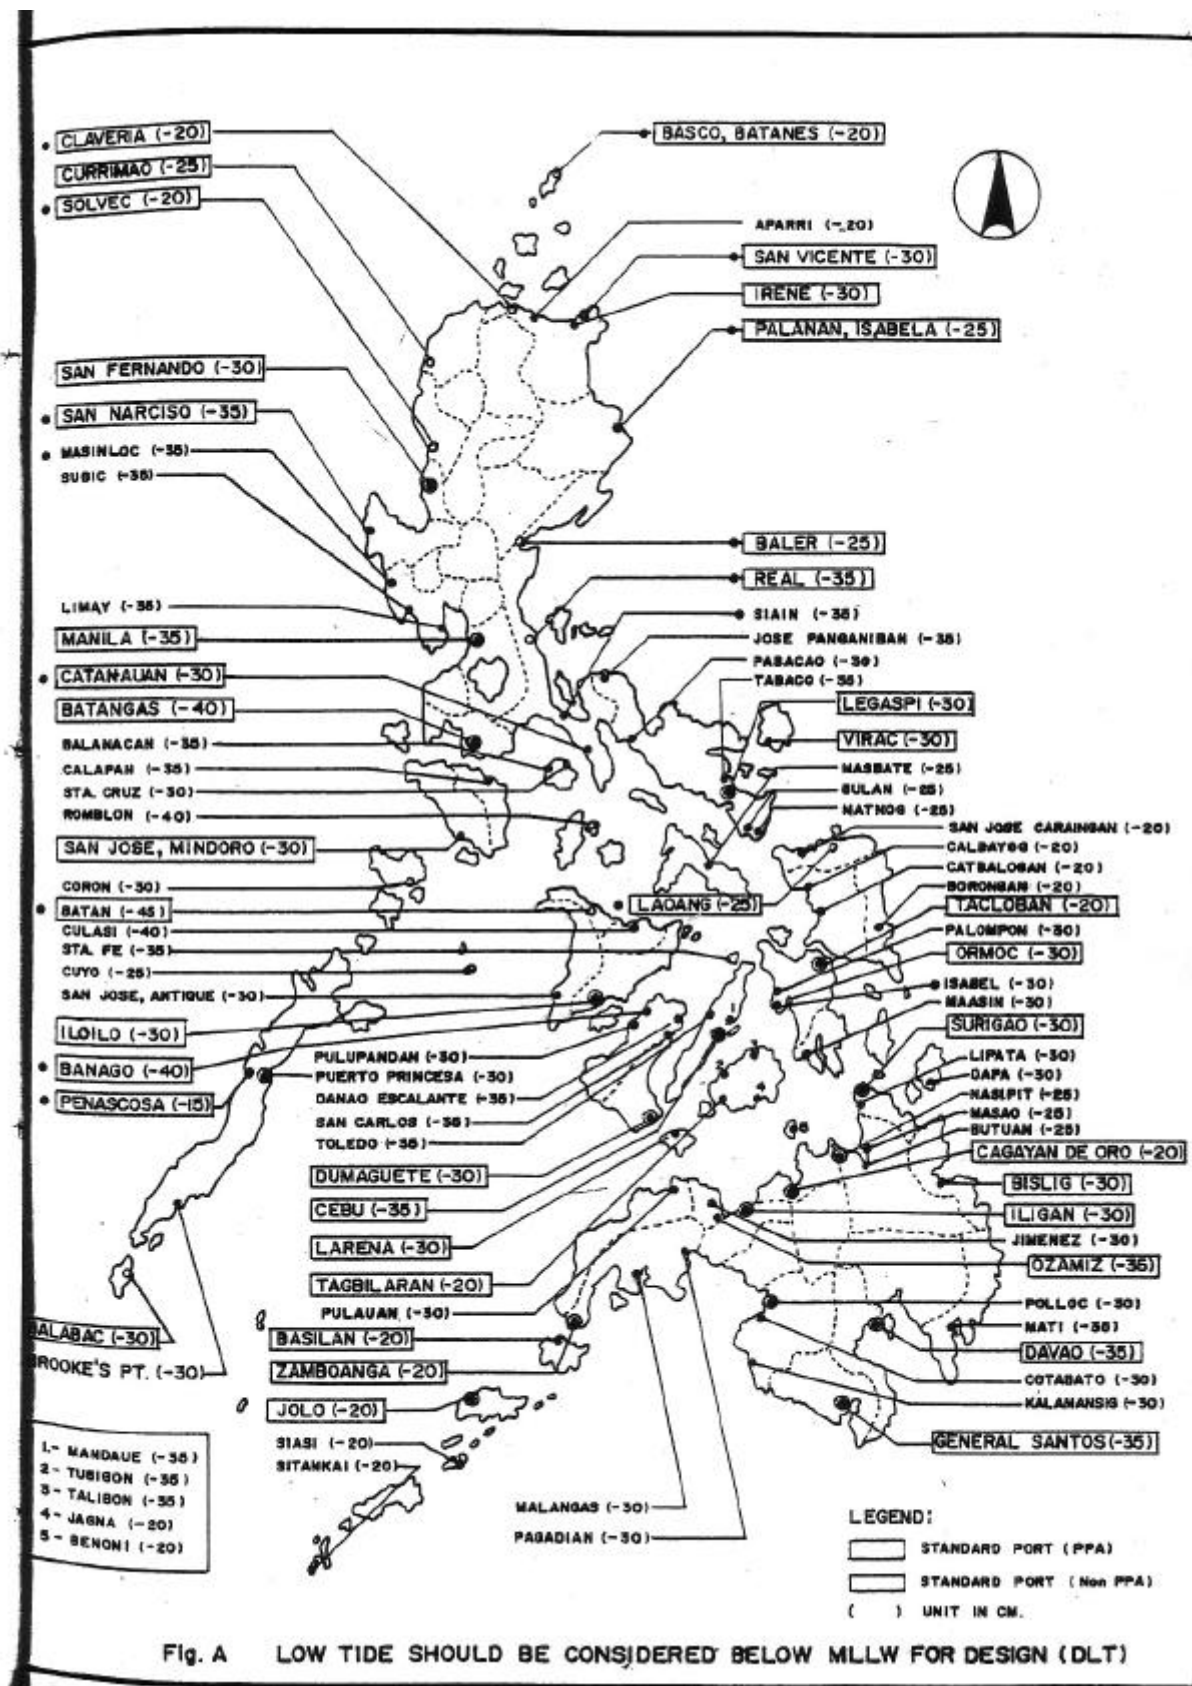 CLAVERIA (-20)
CURRIMAO (-25)
SOLVEC (-20)
BASCO, BATANES (-20)
APARRI (-20)
SAN VICENTE (-30)
IRENE (-30)
PALANAN, ISABELA (-25)
SAN FERNANDO (-30)
SAN NARCISO (-35)
MASINLOC (-35)
SUBIC (-35)
BALER (-25)
REAL (-35)
LIMAY (-35)
MANILA (-35)
CATANAUAN (-30)
BATANGAS (-40)
BALANACAN (-35)
CALAPAN (-35)
STA. CRUZ (-30)
ROMBLON (-40)
SAN JOSE, MINDORO (-30)
CORON (-30)
BATAN (-45)
CULASI (-40)
STA. FE (-35)
CUYO (-25)
SAN JOSE, ANTIQUE (-30)
ILOILO (-30)
BANAGO (-40)
PENASCOSA (-15)
SIAIN (-35)
JOSE PANGANIBAN (-35)
PASACAO (-30)
TABACO (-35)
LEGASPI (-30)
VIRAC (-30)
MASBATE (-25)
BULAN (-25)
MATNOG (-25)
SAN JOSE CARAINGAN (-20)
CALBAYOG (-20)
CATBALOGAN (-20)
BORONGAN (-20)
LAOANG (-25)
TACLOBAN (-20)
PALOMPON (-30)
ORMOC (-30)
ISABEL (-30)
MAASIN (-30)
SURIGAO (-30)
LIPATA (-30)
DAPA (-30)
NASIPIT (-25)
MASAO (-25)
BUTUAN (-25)
CAGAYAN DE ORO (-20)
BISLIG (-30)
ILIGAN (-30)
JIMENEZ (-30)
OZAMIZ (-35)
POLLOC (-30)
MATI (-35)
DAVAO (-35)
COTABATO (-30)
KALAMANSIG (-30)
GENERAL SANTOS (-35)
PULUPANDAN (-30)
PUERTO PRINCESA (-30)
DANAO ESCALANTE (-35)
SAN CARLOS (-35)
TOLEDO (-35)
DUMAGUETE (-30)
CEBU (-35)
LARENA (-30)
TAGBILARAN (-20)
PULAUAN (-30)
BASILAN (-20)
ZAMBOANGA (-20)
JOLO (-20)
SIASI (-20)
SITANKAI (-20)
MALANGAS (-30)
PAGADIAN (-30)
1
2
3
4
5
BALABAC (-30)
BROOKE'S PT. (-30)
1.- MANDAUE (-35)
2 - TUBIGON (-35)
3 - TALIBON (-35)
4 - JAGNA (-20)
5 - BENONI (-20)
LEGEND:
STANDARD PORT (PPA)
STANDARD PORT (Non PPA)
( ) UNIT IN CM.
Fig. A LOW TIDE SHOULD BE CONSIDERED BELOW MLLW FOR DESIGN (DLT)